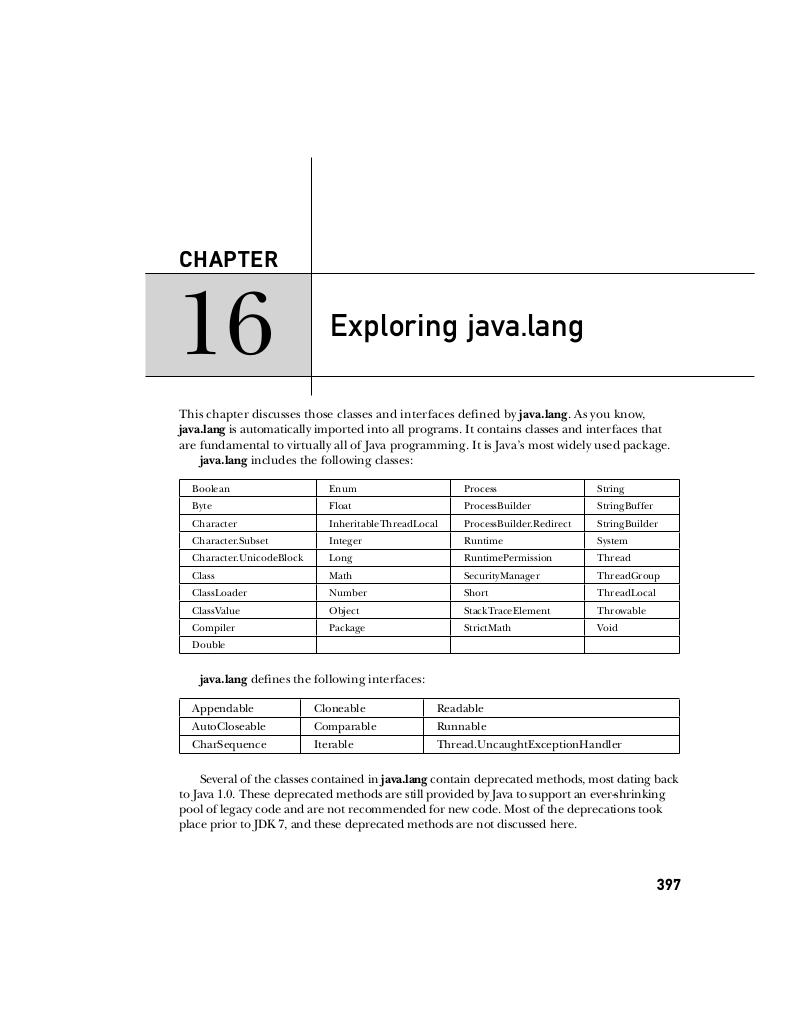 CHAPTER
16
Exploring java.lang
This chapter discusses those classes and interfaces defined by java.lang. As you know,
java.lang is automatically imported into all programs. It contains classes and interfaces that
are fundamental to virtually all of Java programming. It is Java's most widely used package.
java.lang includes the following classes:
Boolean Enum Process String
Byte Float ProcessBuilder StringBuffer
Character InheritableThreadLocal ProcessBuilder.Redirect StringBuilder
Character.Subset Integer Runtime System
Character.UnicodeBlock Long RuntimePermission Thread
Class Math SecurityManager ThreadGroup
ClassLoader Number Short ThreadLocal
ClassValue Object StackTraceElement Throwable
Compiler Package StrictMath Void
Double
java.lang defines the following interfaces:
Appendable Cloneable Readable
AutoCloseable Comparable Runnable
CharSequence Iterable Thread.UncaughtExceptionHandler
Several of the classes contained in java.lang contain deprecated methods, most dating back
to Java 1.0. These deprecated methods are still provided by Java to support an ever-shrinking
pool of legacy code and are not recommended for new code. Most of the deprecations took
place prior to JDK 7, and these deprecated methods are not discussed here.
397